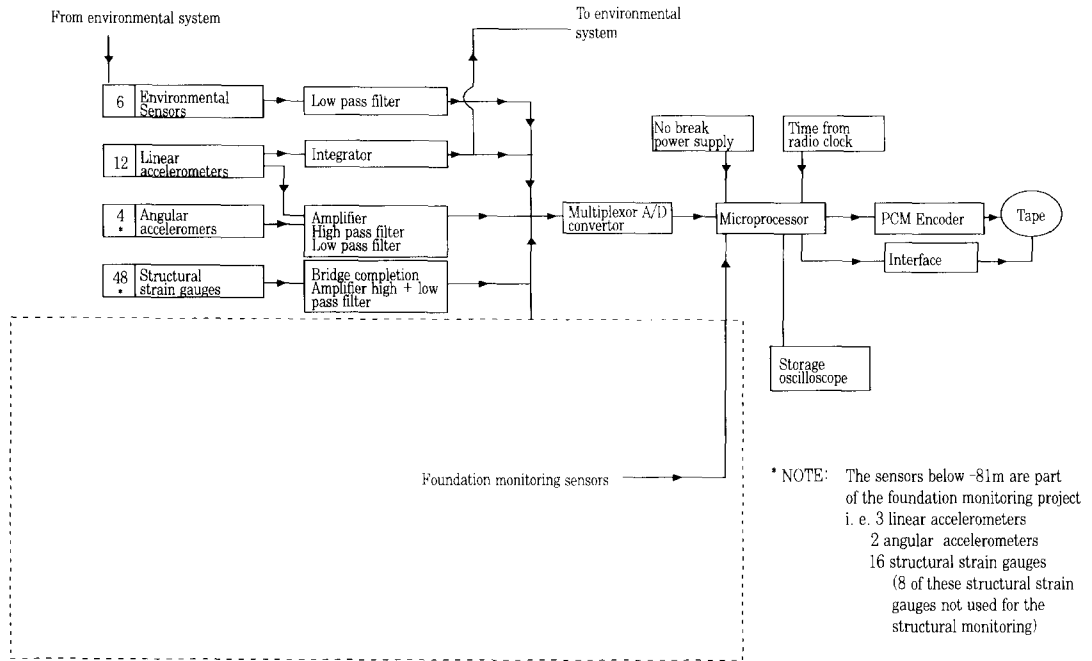 From environmental system
To environmental
system
6
Environmental
Sensors
Low pass filter
12
Linear
accelerometers
Integrator
4
*
Angular
acceleromers
Amplifier
High pass filter
Low pass filter
48
*
Structural
strain gauges
Bridge completion
Amplifier high + low
pass filter
Multiplexor A/D
convertor
No break
power supply
Time from
radio clock
Microprocessor
PCM Encoder
Tape
Interface
Storage
oscilloscope
Foundation monitoring sensors
* NOTE: The sensors below -81m are part
of the foundation monitoring project
i. e. 3 linear accelerometers
2 angular accelerometers
16 structural strain gauges
(8 of these structural strain
gauges not used for the
structural monitoring)